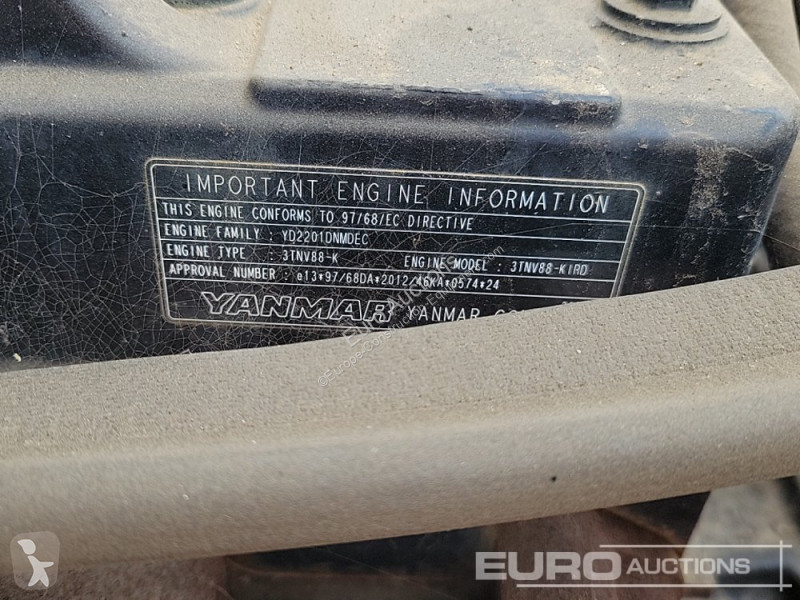 IMPORTANT ENGINE INFORMATION
THIS ENGINE CONFORMS TO 97/68/EC DIRECTIVE
ENGINE FAMILY : YD2201DNMDEC
ENGINE TYPE : 3TNV88-K ENGINE MODEL : 3TNV88-KIRD
APPROVAL NUMBER : e13*97/68DA*2012/46KA*0574*24
YANMAR YANMAR
EURO AUCTIONS